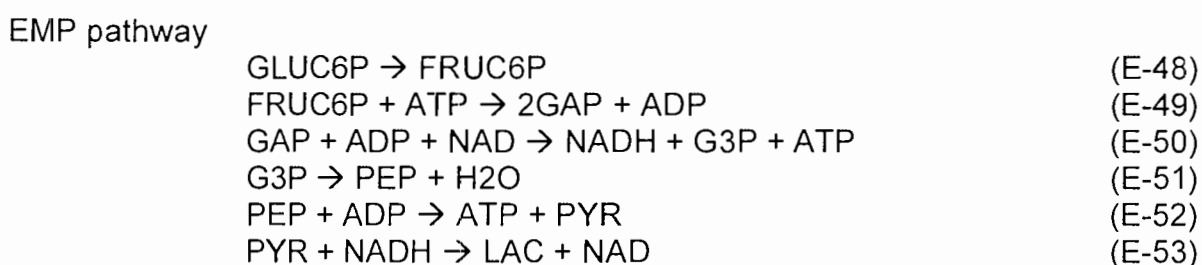 EMP pathway
GLUC6P → FRUC6P (E-48)
FRUC6P + ATP → 2GAP + ADP (E-49)
GAP + ADP + NAD → NADH + G3P + ATP (E-50)
G3P → PEP + H2O (E-51)
PEP + ADP → ATP + PYR (E-52)
PYR + NADH → LAC + NAD (E-53)